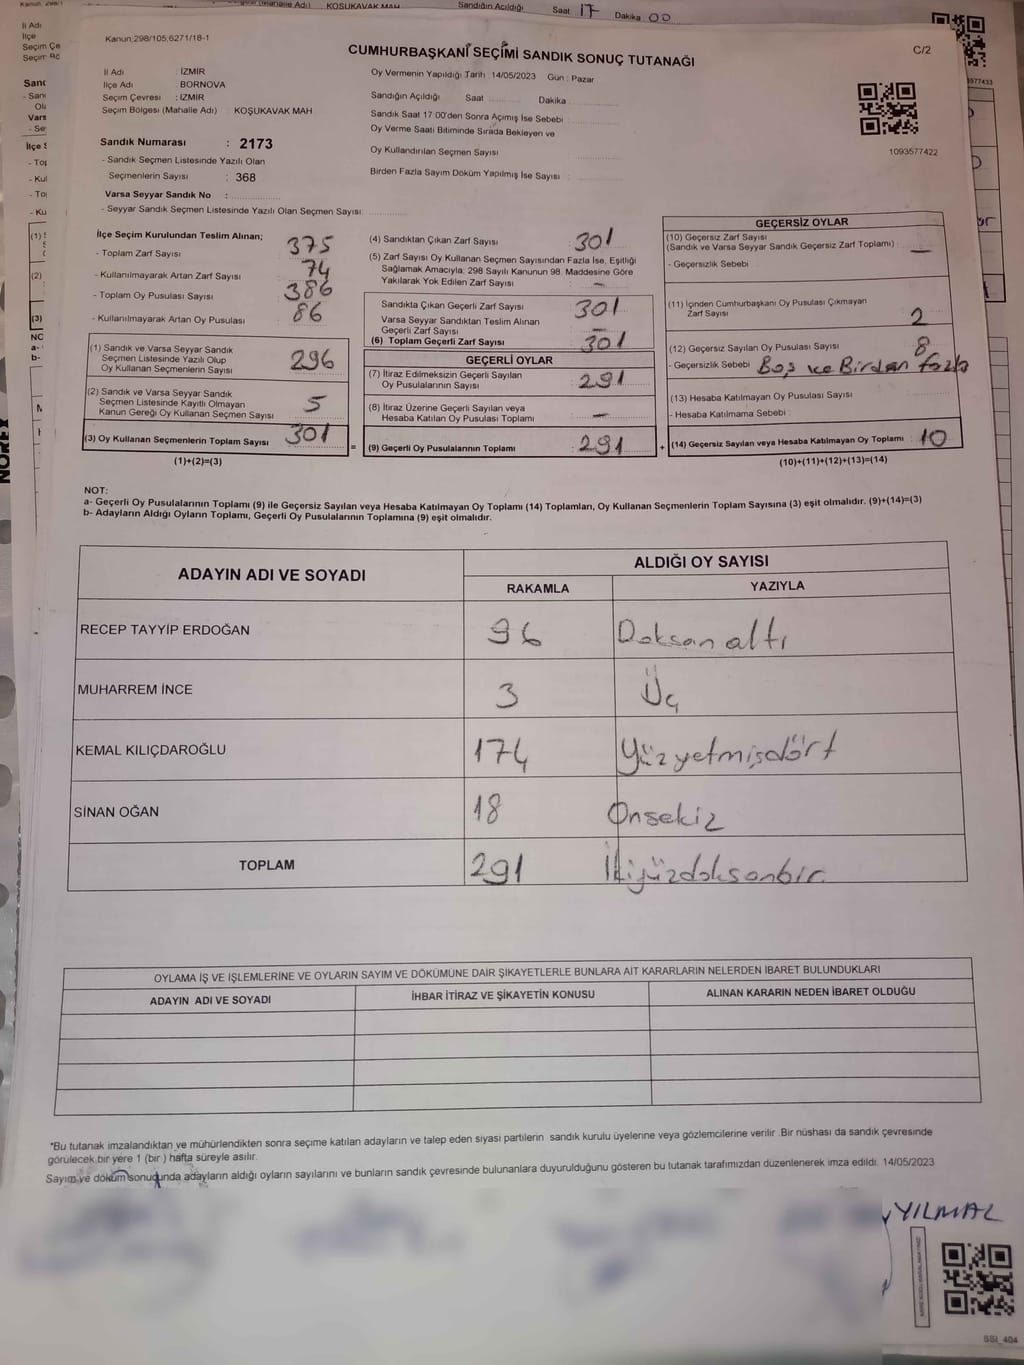 Kanun;298/105;6271/18-1
C/2
CUMHURBAŞKANI SEÇİMİ SANDIK SONUÇ TUTANAĞI
İl Adı : İZMİR
İlçe Adı : BORNOVA
Seçim Çevresi : İZMİR
Seçim Bölgesi (Mahalle Adı) : KOŞUKAVAK MAH
Oy Vermenin Yapıldığı Tarih 14/05/2023 Gün : Pazar
Sandığın Açıldığı Saat Dakika
Sandık Saat 17:00'den Sonra Açımış İse Sebebi
Oy Verme Saati Bitiminde Sırada Bekleyen ve
Oy Kullandırılan Seçmen Sayısı
Birden Fazla Sayım Döküm Yapılmış İse Sayısı
1093577422
Sandık Numarası : 2173
- Sandık Seçmen Listesinde Yazılı Olan
Seçmenlerin Sayısı : 368
Varsa Seyyar Sandık No :
- Seyyar Sandık Seçmen Listesinde Yazılı Olan Seçmen Sayısı:
İlçe Seçim Kurulundan Teslim Alınan;
- Toplam Zarf Sayısı 375
- Kullanılmayarak Artan Zarf Sayısı 74
- Toplam Oy Pusulası Sayısı 386
- Kullanılmayarak Artan Oy Pusulası 86
(1) Sandık ve Varsa Seyyar Sandık
Seçmen Listesinde Yazılı Olup
Oy Kullanan Seçmenlerin Sayısı 296
(2) Sandık ve Varsa Seyyar Sandık
Seçmen Listesinde Kayıtlı Olmayan
Kanun Gereği Oy Kullanan Seçmen Sayısı 5
(3) Oy Kullanan Seçmenlerin Toplam Sayısı 301
(1)+(2)=(3)
(4) Sandıktan Çıkan Zarf Sayısı : 301
(5) Zarf Sayısı Oy Kullanan Seçmen Sayısından Fazla İse, Eşitliği
Sağlamak Amacıyla; 298 Sayılı Kanunun 98. Maddesine Göre
Yakılarak Yok Edilen Zarf Sayısı : –
Sandıkta Çıkan Geçerli Zarf Sayısı 301
Varsa Seyyar Sandıktan Teslim Alınan
Geçerli Zarf Sayısı –
(6) Toplam Geçerli Zarf Sayısı : 301
GEÇERLİ OYLAR
(7) İtiraz Edilmeksizin Geçerli Sayılan
Oy Pusulalarının Sayısı : 291
(8) İtiraz Üzerine Geçerli Sayılan veya
Hesaba Katılan Oy Pusulası Toplamı : –
= (9) Geçerli Oy Pusulalarının Toplamı : 291
GEÇERSİZ OYLAR
(10) Geçersiz Zarf Sayısı
(Sandık ve Varsa Seyyar Sandık Geçersiz Zarf Toplamı) : –
- Geçersizlik Sebebi
(11) İçinden Cumhurbaşkanı Oy Pusulası Çıkmayan
Zarf Sayısı 2
(12) Geçersiz Sayılan Oy Pusulası Sayısı 8
- Geçersizlik Sebebi Boş ve Birden fazla
(13) Hesaba Katılmayan Oy Pusulası Sayısı
- Hesaba Katılmama Sebebi :
+ (14) Geçersiz Sayılan veya Hesaba Katılmayan Oy Toplamı : 10
(10)+(11)+(12)+(13)=(14)
NOT:
a- Geçerli Oy Pusulalarının Toplamı (9) ile Geçersiz Sayılan veya Hesaba Katılmayan Oy Toplamı (14) Toplamları, Oy Kullanan Seçmenlerin Toplam Sayısına (3) eşit olmalıdır. (9)+(14)=(3)
b- Adayların Aldığı Oyların Toplamı, Geçerli Oy Pusulalarının Toplamına (9) eşit olmalıdır.
ADAYIN ADI VE SOYADI
ALDIĞI OY SAYISI
RAKAMLA YAZIYLA
RECEP TAYYİP ERDOĞAN 96 Doksan altı
MUHARREM İNCE 3 Üç
KEMAL KILIÇDAROĞLU 174 Yüzyetmişdört
SİNAN OĞAN 18 Onsekiz
TOPLAM 291 İkiyüzdoksanbir
OYLAMA İŞ VE İŞLEMLERİNE VE OYLARIN SAYIM VE DÖKÜMÜNE DAİR ŞİKAYETLERLE BUNLARA AİT KARARLARIN NELERDEN İBARET BULUNDUKLARI
ADAYIN ADI VE SOYADI İHBAR İTİRAZ VE ŞİKAYETİN KONUSU ALINAN KARARIN NEDEN İBARET OLDUĞU
*Bu tutanak imzalandıktan ve mühürlendikten sonra seçime katılan adayların ve talep eden siyasi partilerin sandık kurulu üyelerine veya gözlemcilerine verilir .Bir nüshası da sandık çevresinde
görülecek bir yere 1 (bir ) hafta süreyle asılır.
Sayım ve döküm sonucunda adayların aldığı oyların sayılarını ve bunların sandık çevresinde bulunanlara duyurulduğunu gösteren bu tutanak tarafımızdan düzenlenerek imza edildi. 14/05/2023
YILMAZ
SSI_404